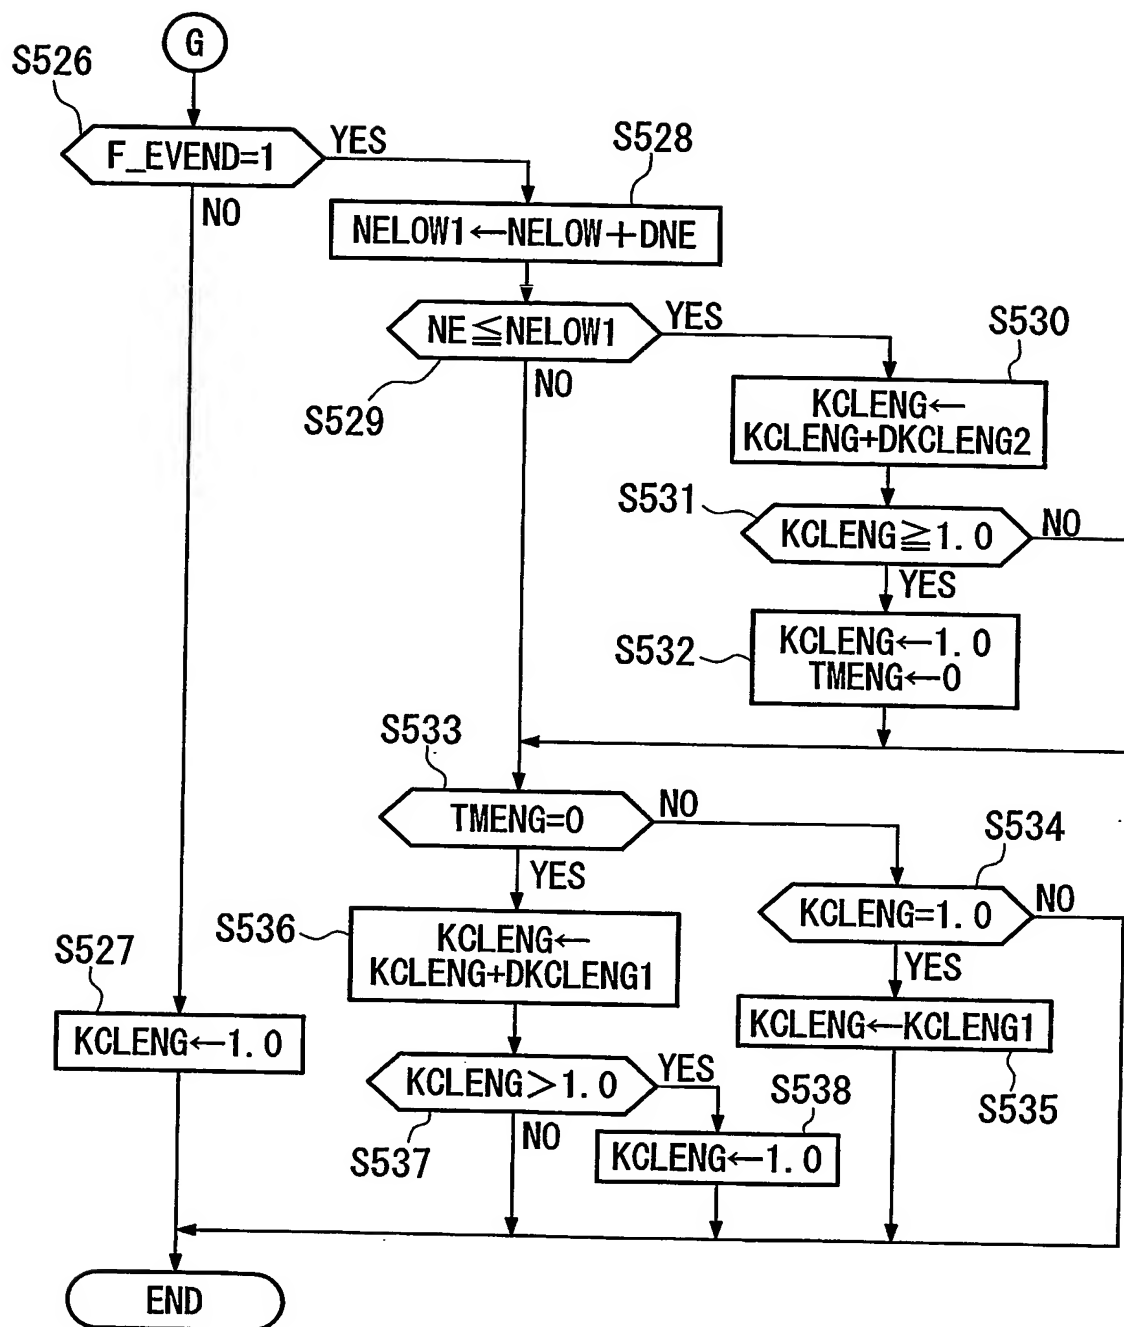 G
S526
F_EVEND=1
YES
NO
S528
NELOW1←NELOW+DNE
NE≦NELOW1
YES
NO
S529
S530
KCLENG←
KCLENG+DKCLENG2
S531
KCLENG≧1.0
NO
YES
S532
KCLENG←1.0
TMENG←0
S533
TMENG=0
NO
YES
S534
KCLENG=1.0
NO
YES
S536
KCLENG←
KCLENG+DKCLENG1
S527
KCLENG←1.0
KCLENG←KCLENG1
S535
KCLENG>1.0
YES
NO
S537
S538
KCLENG←1.0
END